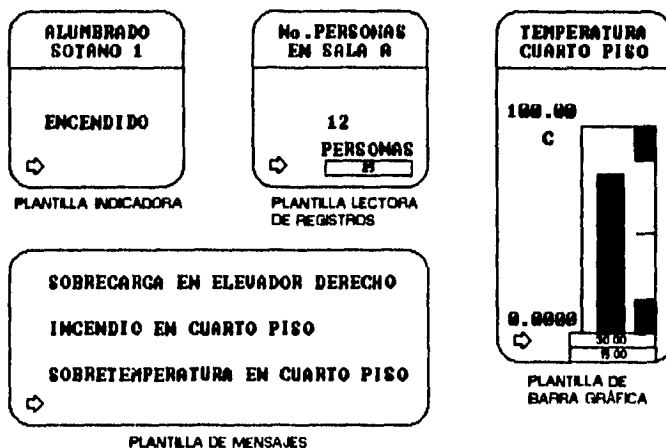 ALUMBRADO
SOTANO 1
ENCENDIDO
PLANTILLA INDICADORA
No.PERSONAS
EN SALA A
12
PERSONAS
PLANTILLA LECTORA
DE REGISTROS
TEMPERATURA
CUARTO PISO
100.00
C
0.0000
30.00
15.00
PLANTILLA DE
BARRA GRÁFICA
SOBRECARGA EN ELEVADOR DERECHO
INCENDIO EN CUARTO PISO
SOBRETEMPERATURA EN CUARTO PISO
PLANTILLA DE MENSAJES